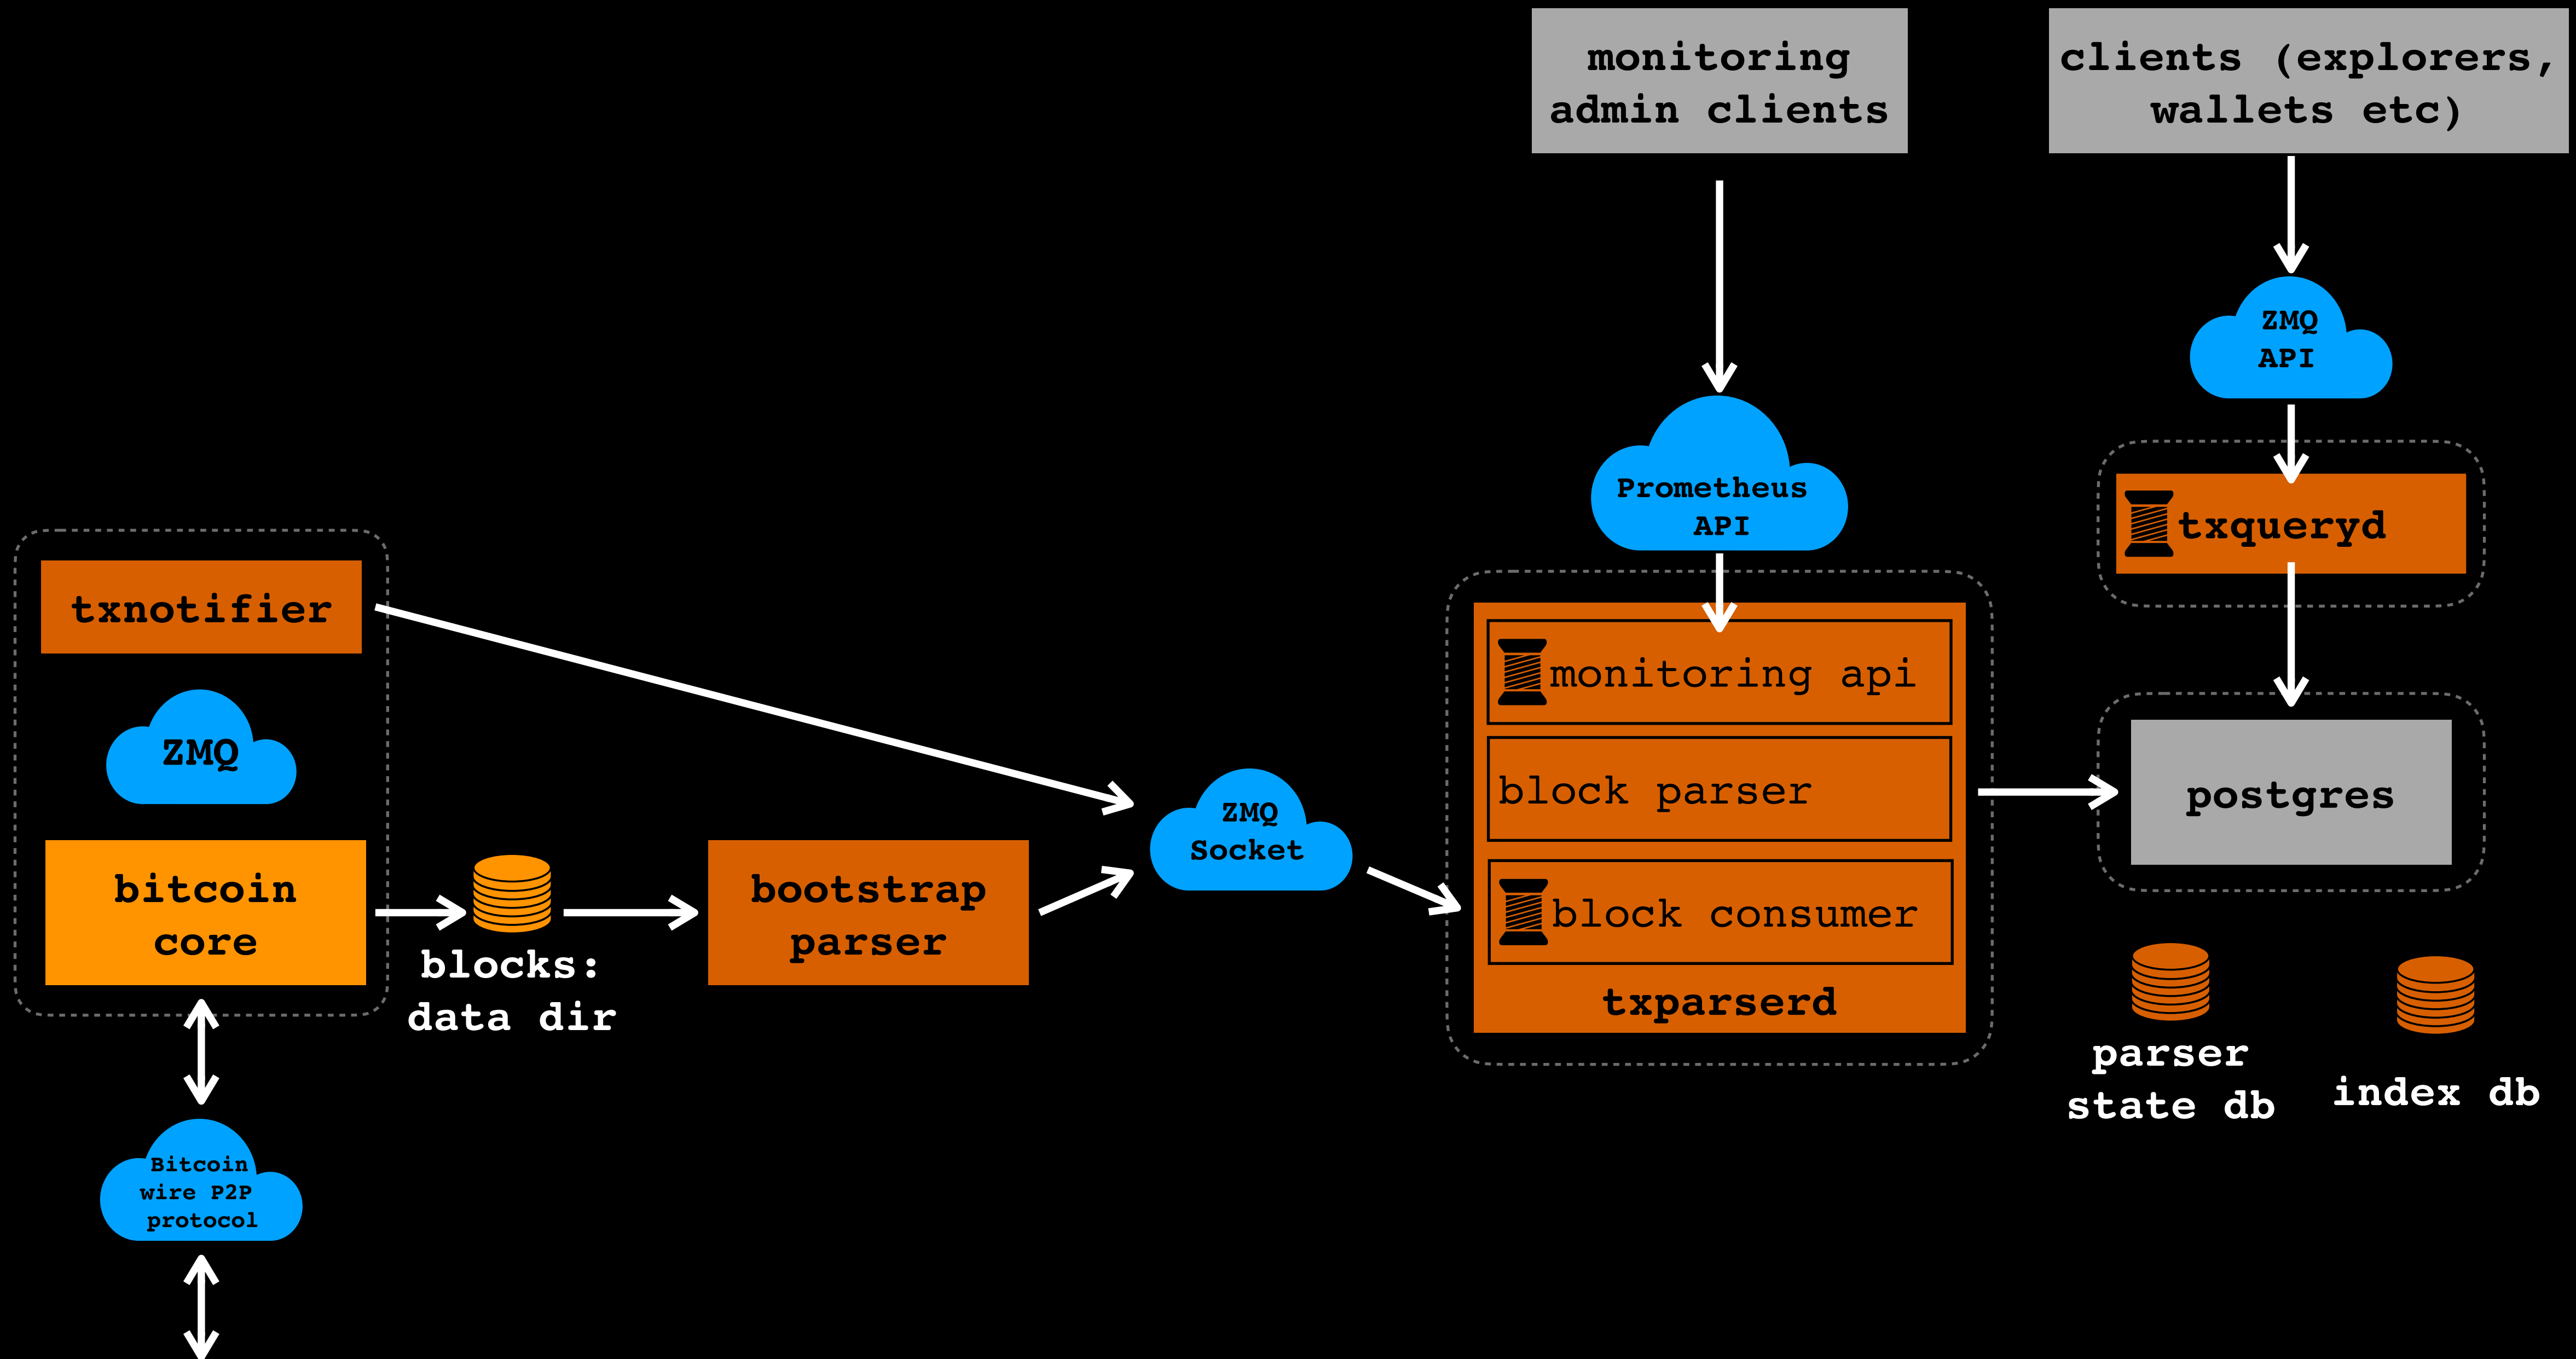 monitoring
admin clients
clients (explorers,
wallets etc)
ZMQ
API
Prometheus
API
txqueryd
txnotifier
ZMQ
bitcoin
core
blocks:
data dir
bootstrap
parser
ZMQ
Socket
monitoring api
block parser
block consumer
txparserd
postgres
parser
state db
index db
Bitcoin
wire P2P
protocol